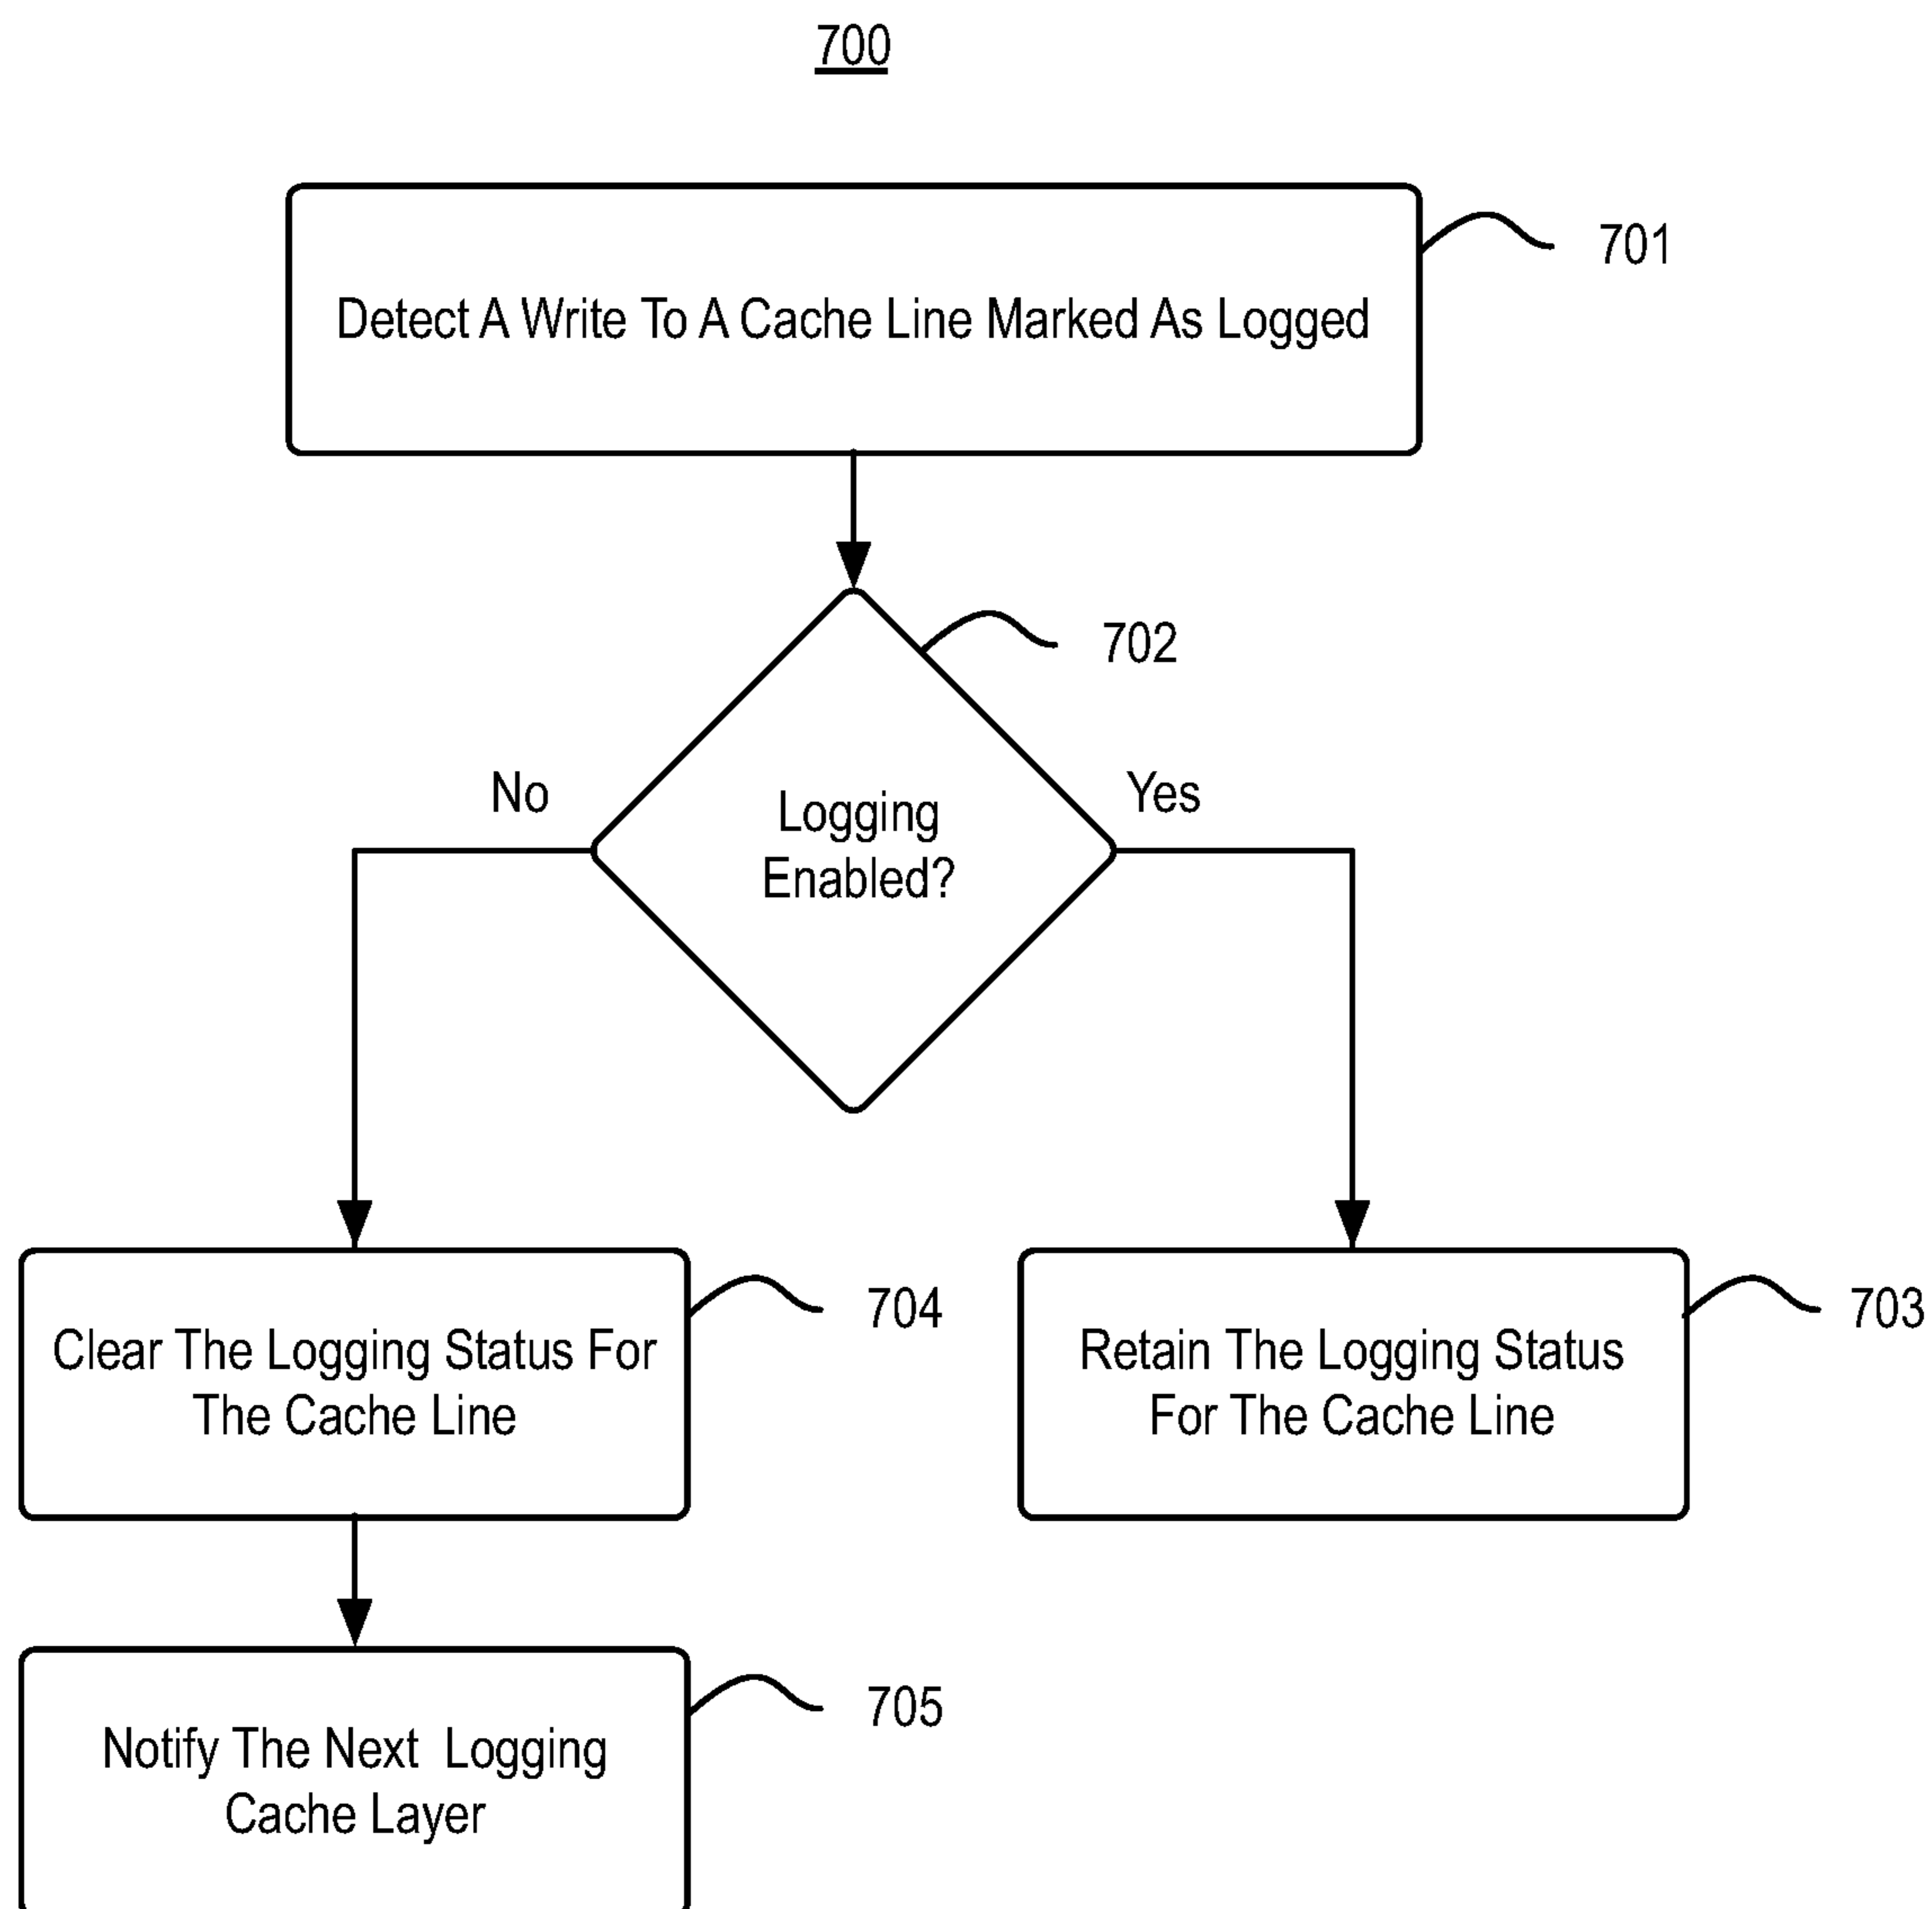 700
Detect A Write To A Cache Line Marked As Logged
701
702
No
Yes
Logging
Enabled?
Clear The Logging Status For
The Cache Line
704
Retain The Logging Status
For The Cache Line
703
Notify The Next Logging
Cache Layer
705